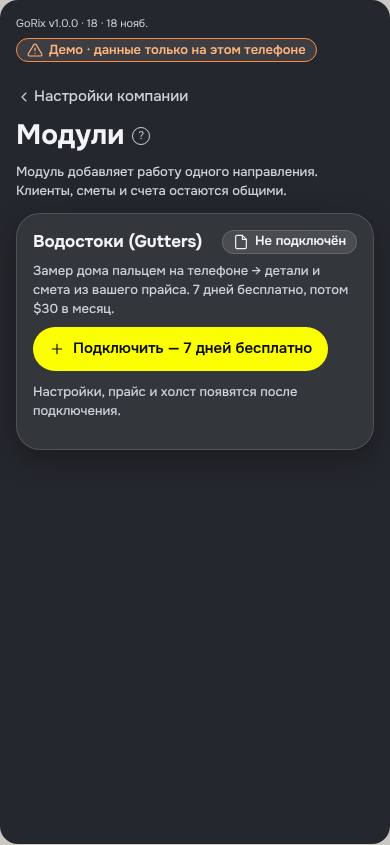 GoRix v1.0.0 · 18 · 18 нояб.
Демо · данные только на этом телефоне
Настройки компании
Модули ?
Модуль добавляет работу одного направления.
Клиенты, сметы и счета остаются общими.
Водостоки (Gutters) Не подключён
Замер дома пальцем на телефоне → детали и
смета из вашего прайса. 7 дней бесплатно, потом
$30 в месяц.
+ Подключить — 7 дней бесплатно
Настройки, прайс и холст появятся после
подключения.